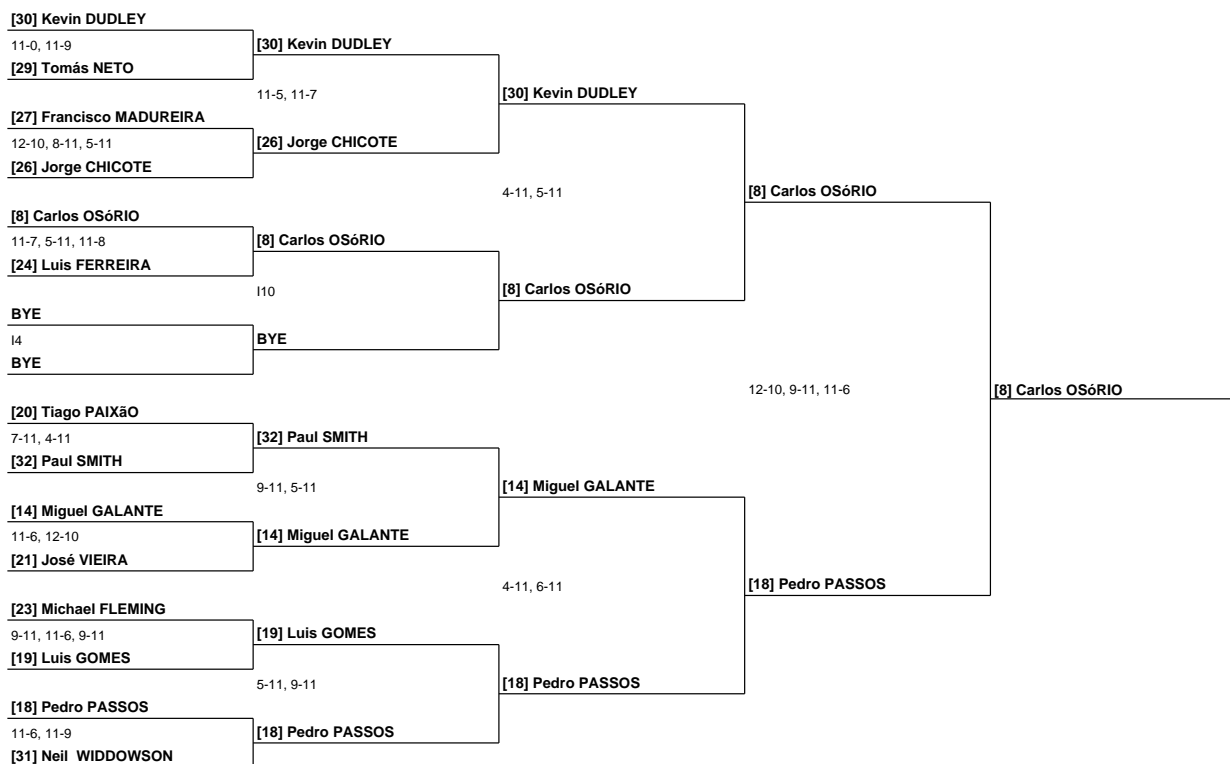 [30] Kevin DUDLEY
11-0, 11-9
[30] Kevin DUDLEY
[29] Tomás NETO
11-5, 11-7
[30] Kevin DUDLEY
[27] Francisco MADUREIRA
12-10, 8-11, 5-11
[26] Jorge CHICOTE
[26] Jorge CHICOTE
4-11, 5-11
[8] Carlos OSóRIO
[8] Carlos OSóRIO
11-7, 5-11, 11-8
[8] Carlos OSóRIO
[24] Luis FERREIRA
I10
[8] Carlos OSóRIO
BYE
I4
BYE
BYE
12-10, 9-11, 11-6
[8] Carlos OSóRIO
[20] Tiago PAIXãO
7-11, 4-11
[32] Paul SMITH
[32] Paul SMITH
9-11, 5-11
[14] Miguel GALANTE
[14] Miguel GALANTE
11-6, 12-10
[14] Miguel GALANTE
[21] José VIEIRA
4-11, 6-11
[18] Pedro PASSOS
[23] Michael FLEMING
9-11, 11-6, 9-11
[19] Luis GOMES
[19] Luis GOMES
5-11, 9-11
[18] Pedro PASSOS
[18] Pedro PASSOS
11-6, 11-9
[18] Pedro PASSOS
[31] Neil WIDDOWSON